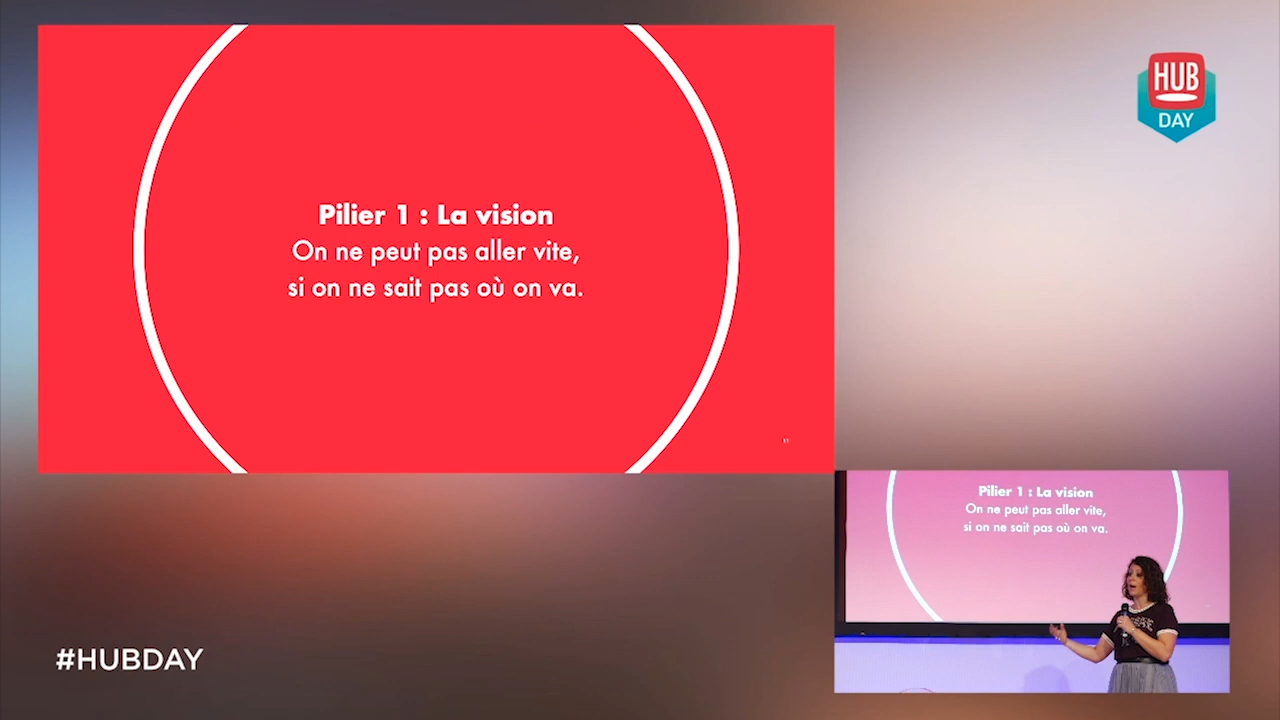 Pilier 1 : La vision
On ne peut pas aller vite,
si on ne sait pas où on va.
HUB
DAY
Pilier 1 : La vision
On ne peut pas aller vite,
si on ne sait pas où on va.
#HUBDAY